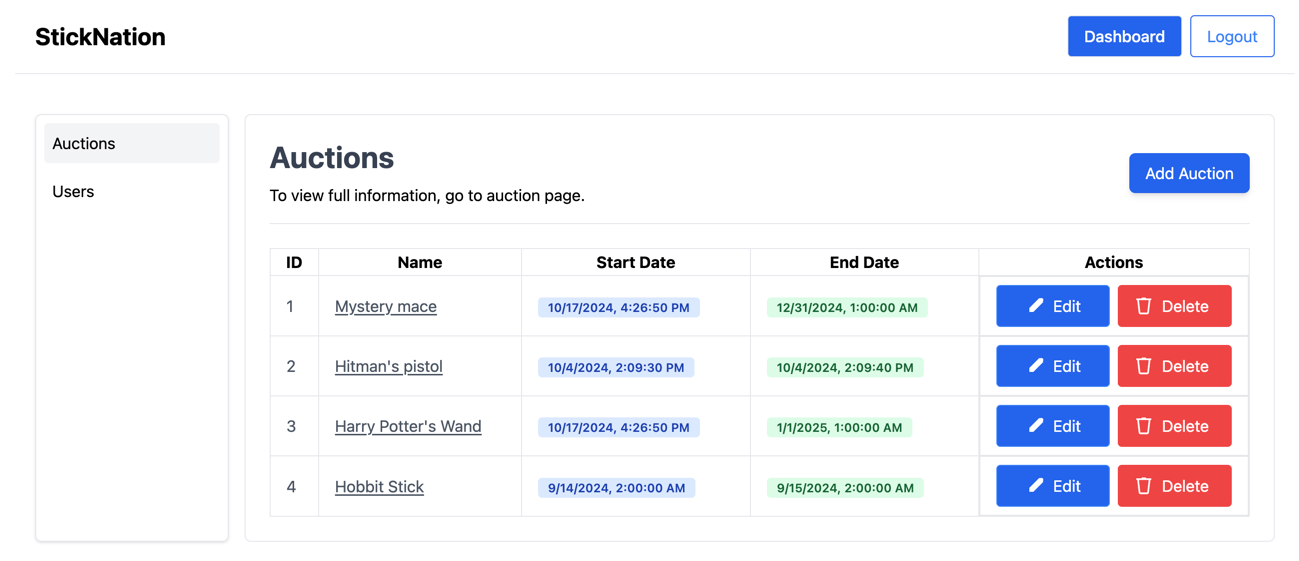 StickNation
Dashboard
Logout
Auctions
Users
Auctions
To view full information, go to auction page.
Add Auction
ID Name Start Date End Date Actions
1 Mystery mace 10/17/2024, 4:26:50 PM 12/31/2024, 1:00:00 AM Edit Delete
2 Hitman's pistol 10/4/2024, 2:09:30 PM 10/4/2024, 2:09:40 PM Edit Delete
3 Harry Potter's Wand 10/17/2024, 4:26:50 PM 1/1/2025, 1:00:00 AM Edit Delete
4 Hobbit Stick 9/14/2024, 2:00:00 AM 9/15/2024, 2:00:00 AM Edit Delete